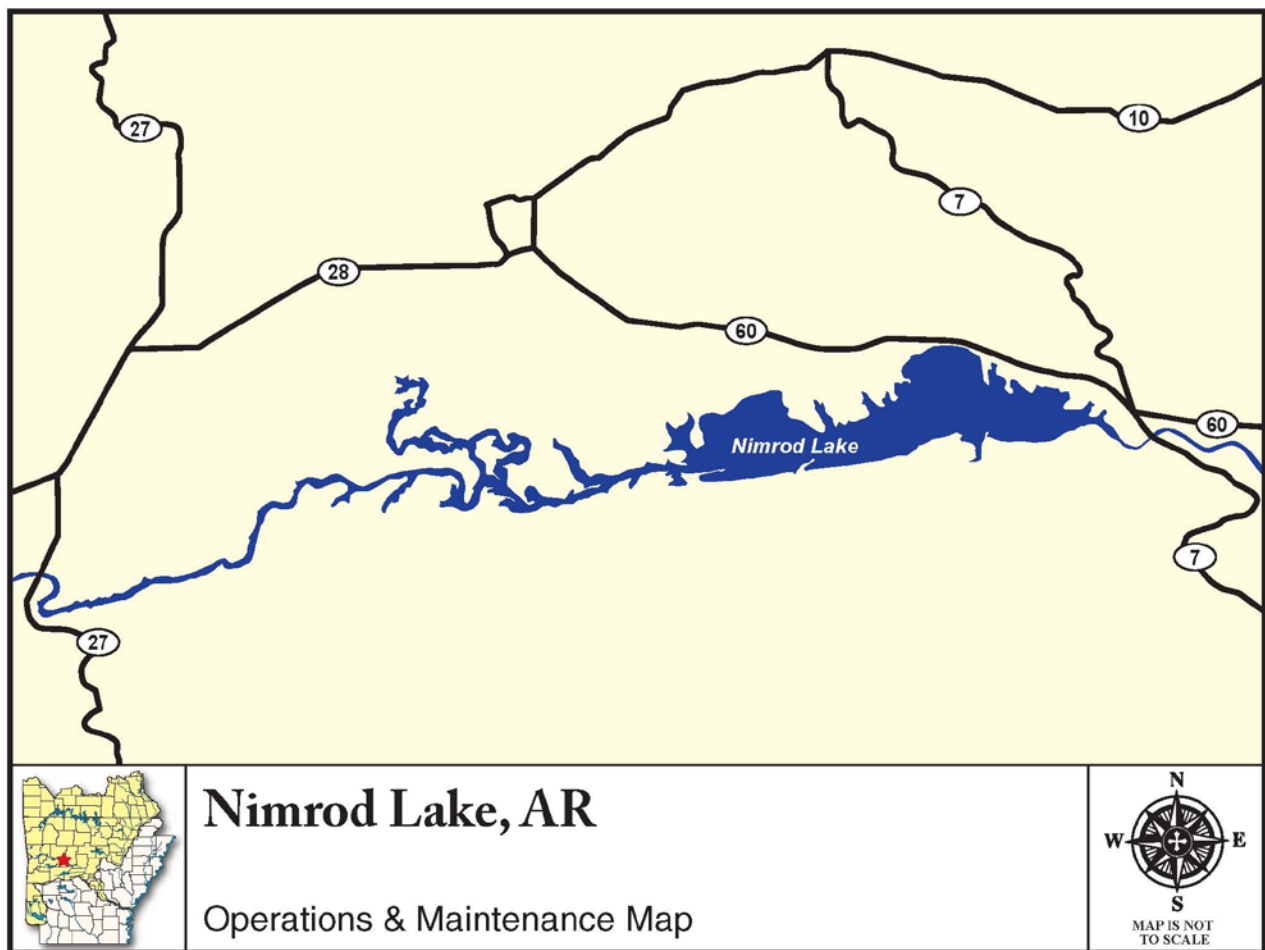 27
10
7
28
60
60
Nimrod Lake
7
27
Nimrod Lake, AR
Operations & Maintenance Map
N
W
E
S
MAP IS NOT
TO SCALE